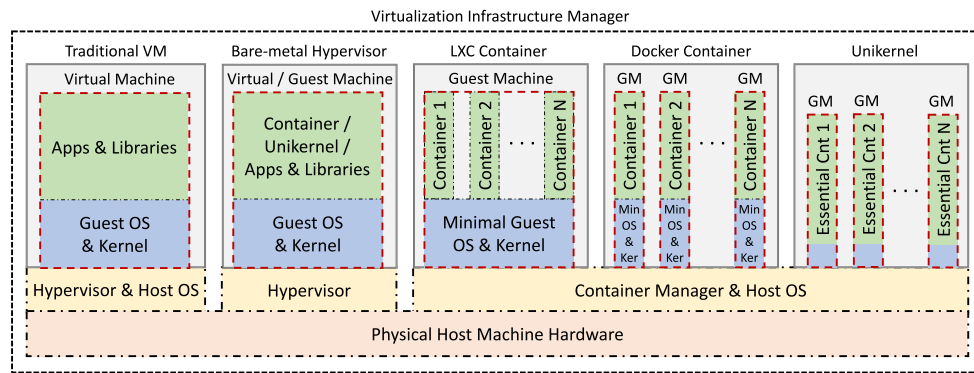 Virtualization Infrastructure Manager
Traditional VM
Bare-metal Hypervisor
LXC Container
Docker Container
Unikernel
Virtual Machine
Apps & Libraries
Guest OS
& Kernel
Virtual / Guest Machine
Container /
Unikernel /
Apps & Libraries
Guest OS
& Kernel
Guest Machine
Container 1
Container 2
. . .
Container N
Minimal Guest
OS & Kernel
GM
GM
GM
Container 1
Container 2
. . .
Container N
Min
OS
&
Ker
Min
OS
&
Ker
Min
OS
&
Ker
GM
GM
GM
Essential Cnt 1
Essential Cnt 2
. . .
Essential Cnt N
Hypervisor & Host OS
Hypervisor
Container Manager & Host OS
Physical Host Machine Hardware